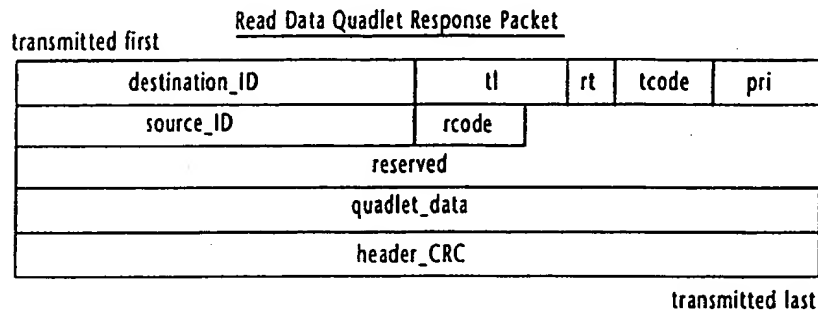 Read Data Quadlet Response Packet
transmitted first
destination_ID tl rt tcode pri
source_ID rcode
reserved
quadlet_data
header_CRC
transmitted last